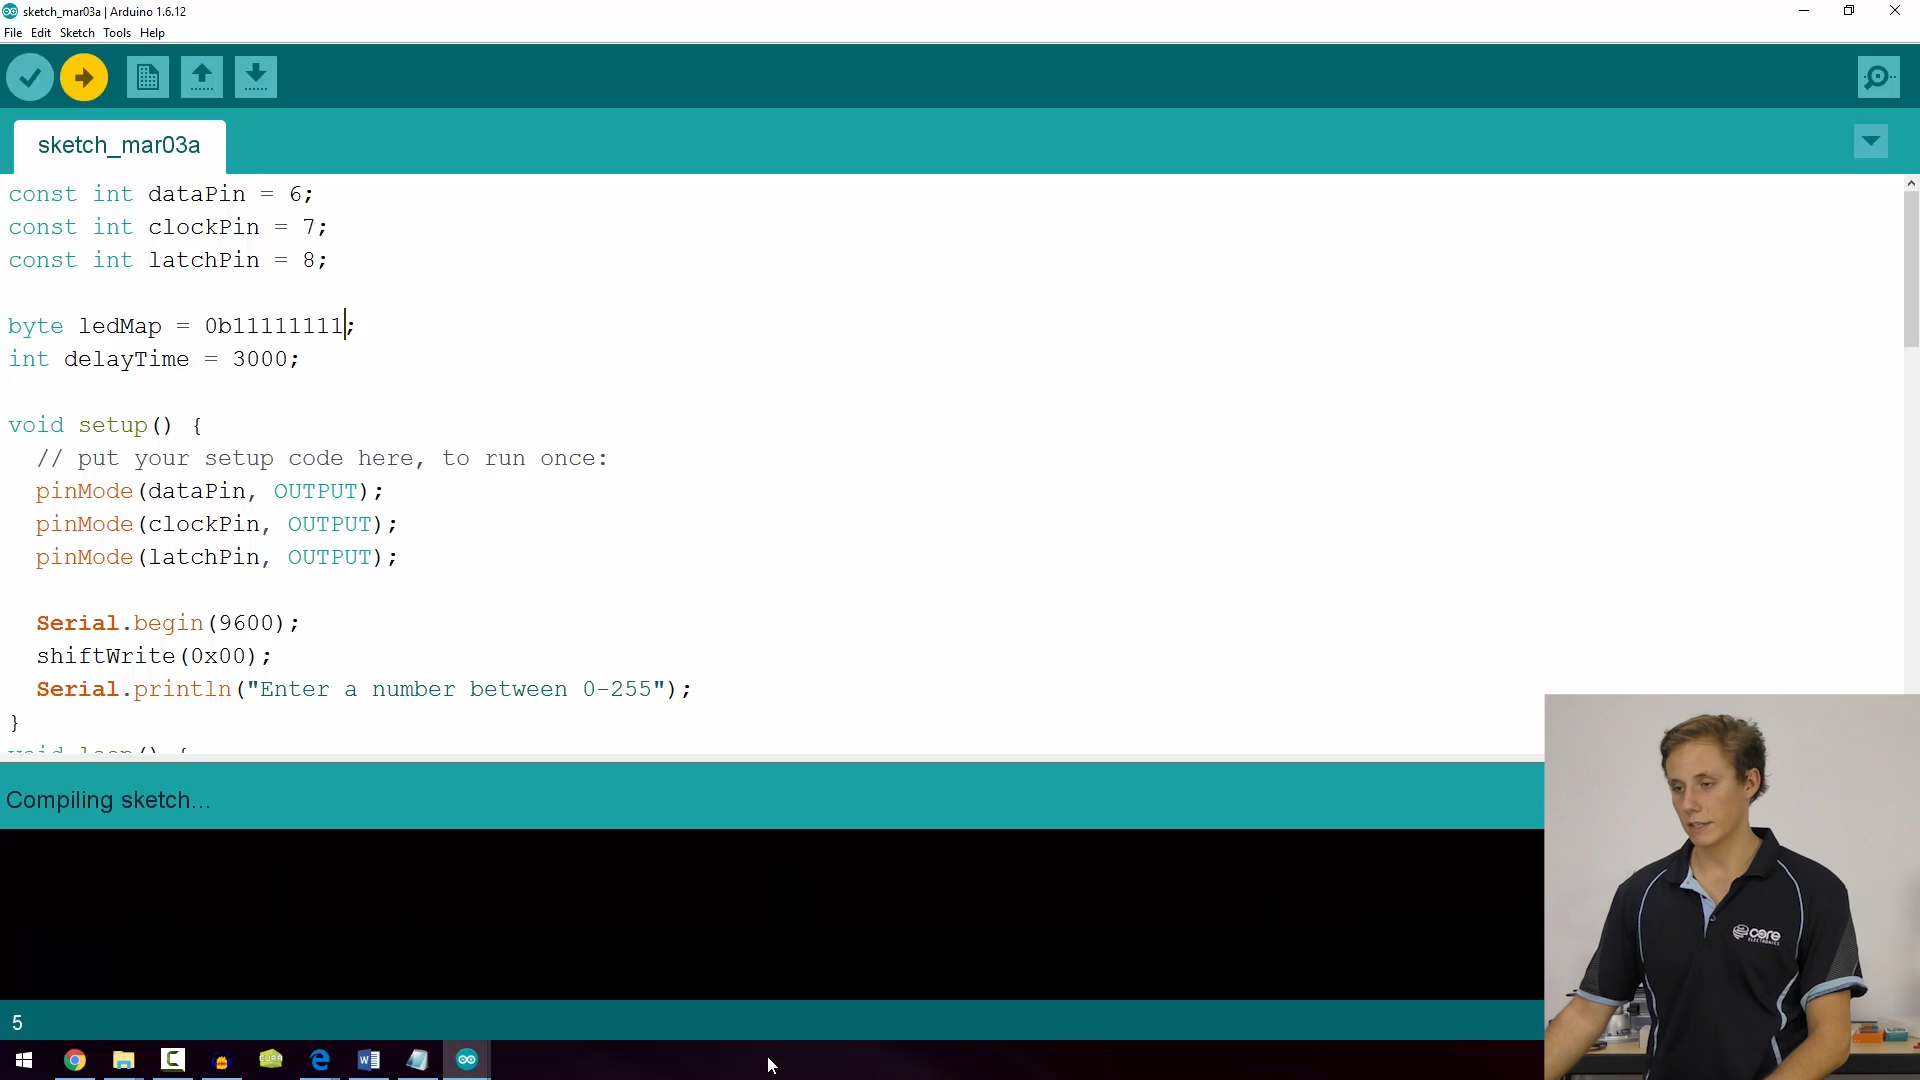 sketch_mar03a | Arduino 1.6.12
File Edit Sketch Tools Help
sketch_mar03a
const int dataPin = 6;
const int clockPin = 7;
const int latchPin = 8;
byte ledMap = 0b11111111;
int delayTime = 3000;
void setup() {
// put your setup code here, to run once:
pinMode(dataPin, OUTPUT);
pinMode(clockPin, OUTPUT);
pinMode(latchPin, OUTPUT);
Serial.begin(9600);
shiftWrite(0x00);
Serial.println("Enter a number between 0-255");
}
void loop() {
Compiling sketch...
core
ELECTRONICS
5
CURA